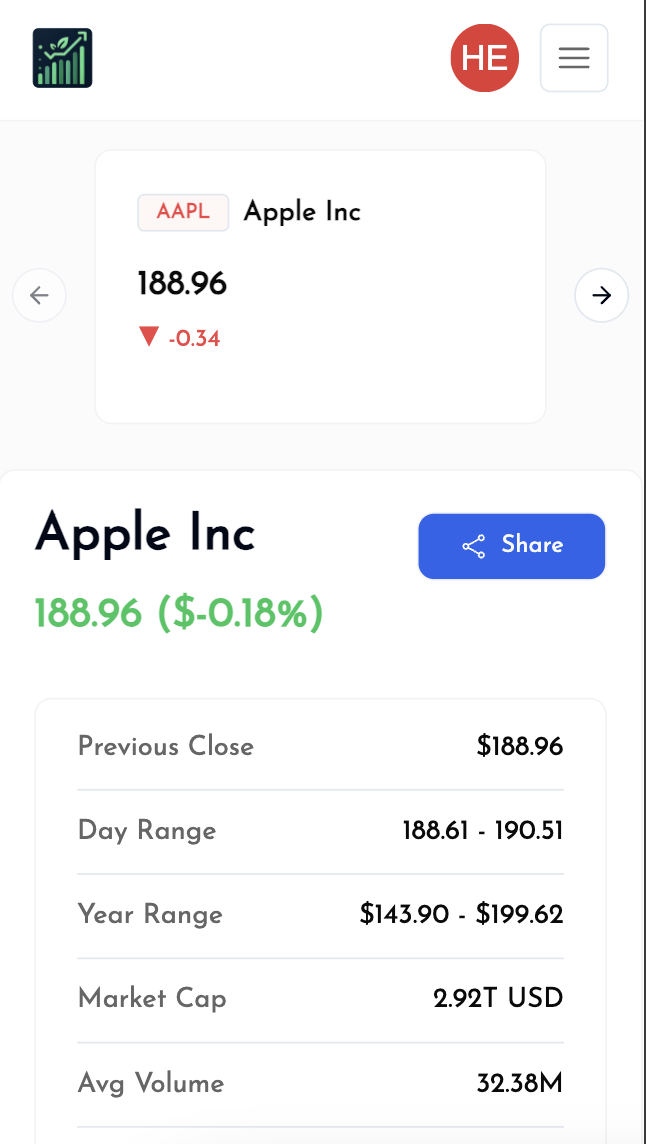 HE
AAPL Apple Inc
188.96
▼ -0.34
Apple Inc
Share
188.96 ($-0.18%)
Previous Close $188.96
Day Range 188.61 - 190.51
Year Range $143.90 - $199.62
Market Cap 2.92T USD
Avg Volume 32.38M